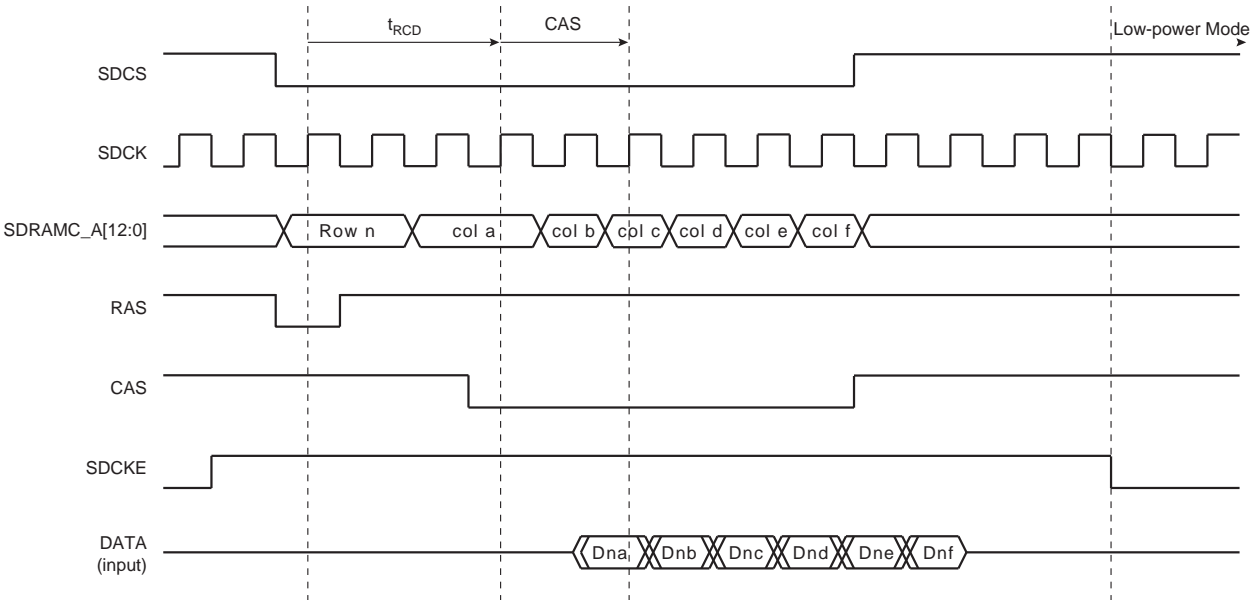 t_RCD CAS Low-power Mode
SDCS
SDCK
SDRAMC_A[12:0] Row n col a col b col c col d col e col f
RAS
CAS
SDCKE
DATA
(input) Dna Dnb Dnc Dnd Dne Dnf